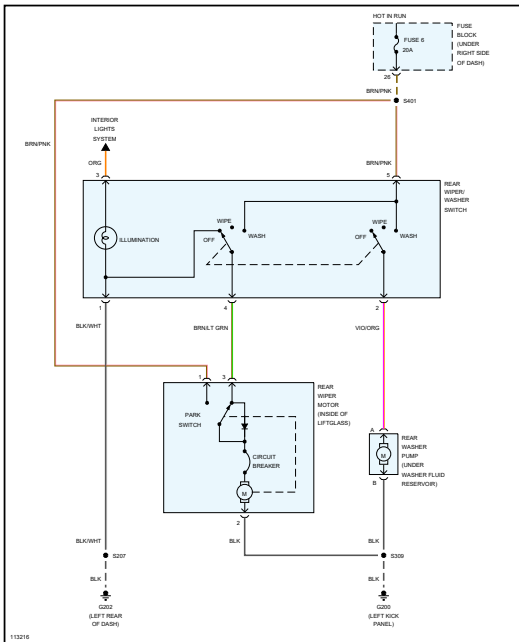 HOT IN RUN
FUSE 6
20A
FUSE
BLOCK
(UNDER
RIGHT SIDE
OF DASH)
26
BRN/PNK
S401
INTERIOR
LIGHTS
SYSTEM
BRN/PNK
ORG
BRN/PNK
3
5
REAR
WIPER/
WASHER
SWITCH
WIPE
WIPE
OFF
WASH
OFF
WASH
ILLUMINATION
1
4
2
BLK/WHT
BRN/LT GRN
VIO/ORG
1
3
REAR
WIPER
MOTOR
(INSIDE OF
LIFTGLASS)
PARK
SWITCH
CIRCUIT
BREAKER
M
2
A
M
B
REAR
WASHER
PUMP
(UNDER
WASHER FLUID
RESERVOIR)
BLK/WHT
BLK
BLK
S207
S309
BLK
BLK
G202
(LEFT REAR
OF DASH)
G200
(LEFT KICK
PANEL)
113216